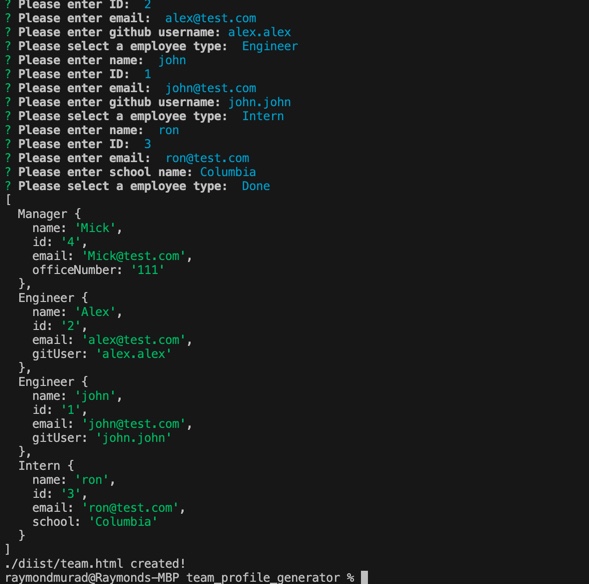 ? Please enter ID:  2
? Please enter email:  alex@test.com
? Please enter github username: alex.alex
? Please select a employee type:  Engineer
? Please enter name:  john
? Please enter ID:  1
? Please enter email:  john@test.com
? Please enter github username: john.john
? Please select a employee type:  Intern
? Please enter name:  ron
? Please enter ID:  3
? Please enter email:  ron@test.com
? Please enter school name: Columbia
? Please select a employee type:  Done
[
  Manager {
    name: 'Mick',
    id: '4',
    email: 'Mick@test.com',
    officeNumber: '111'
  },
  Engineer {
    name: 'Alex',
    id: '2',
    email: 'alex@test.com',
    gitUser: 'alex.alex'
  },
  Engineer {
    name: 'john',
    id: '1',
    email: 'john@test.com',
    gitUser: 'john.john'
  },
  Intern {
    name: 'ron',
    id: '3',
    email: 'ron@test.com',
    school: 'Columbia'
  }
]
./diist/team.html created!
raymondmurad@Raymonds-MBP team_profile_generator %